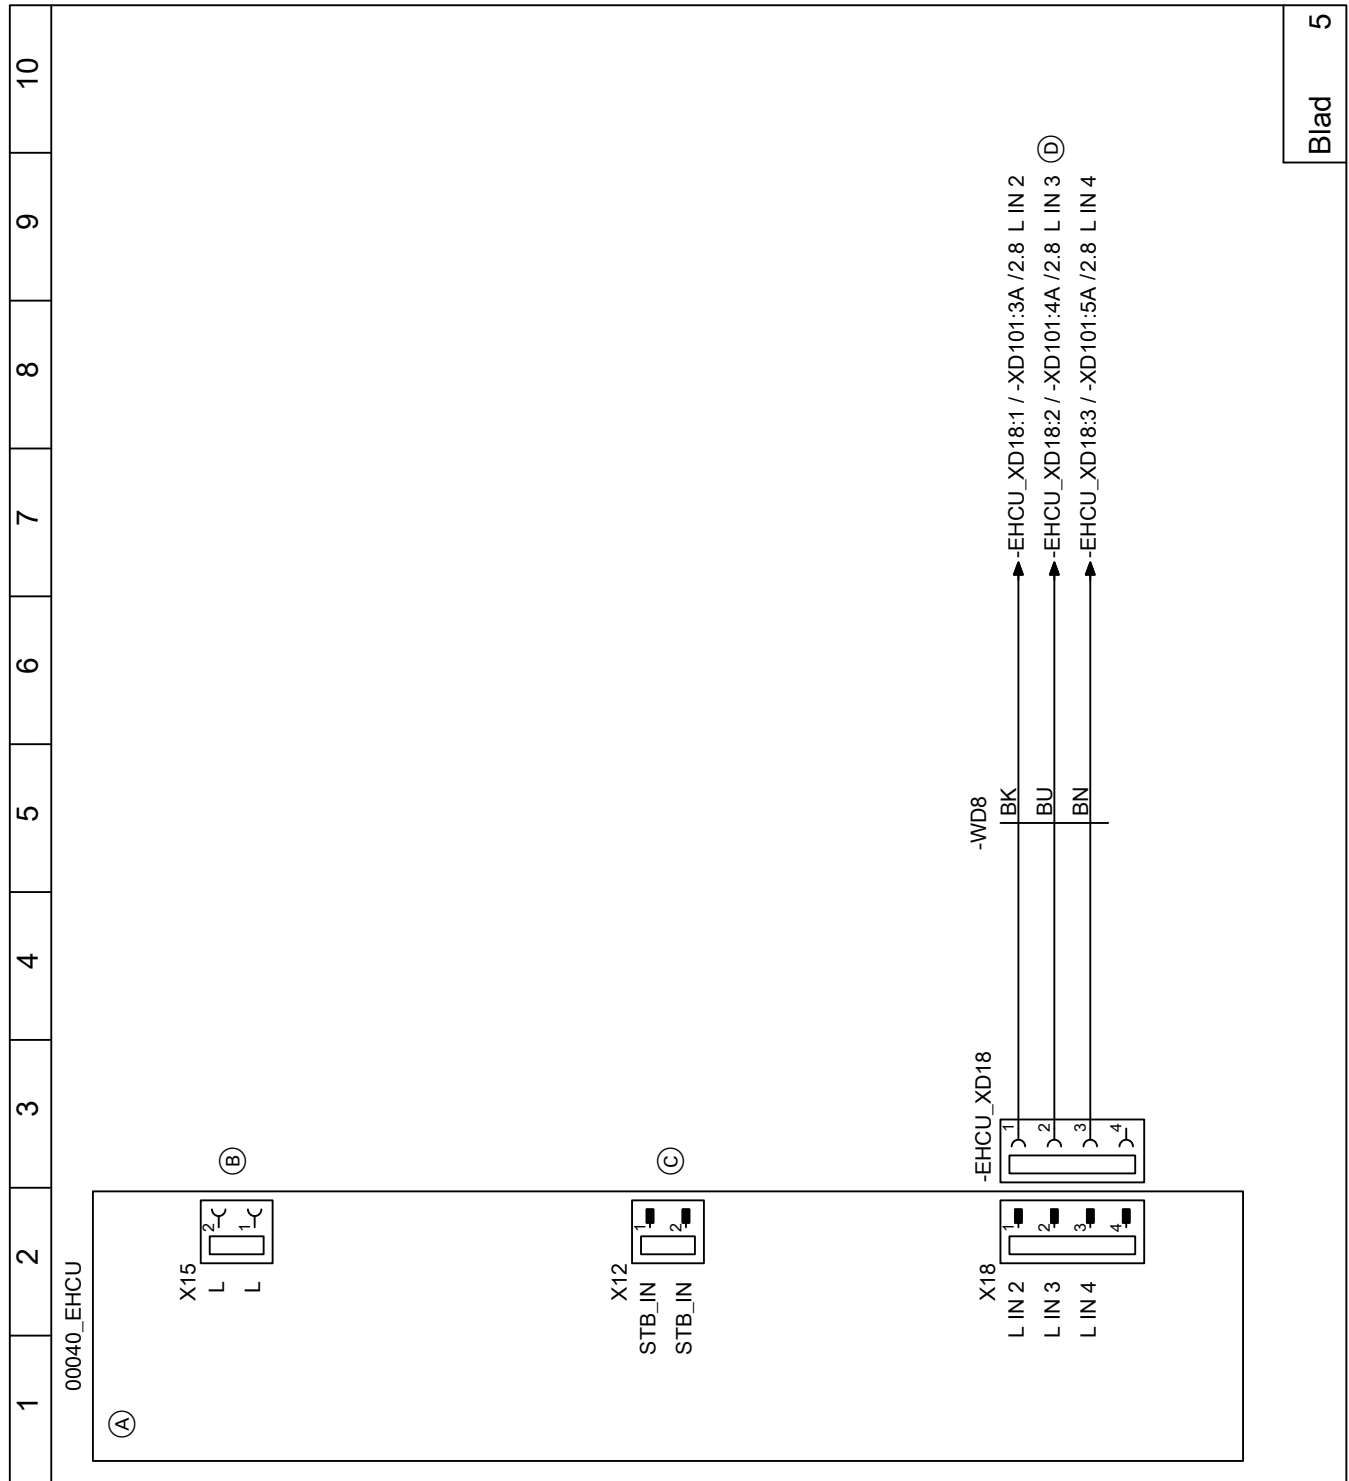 1 2 3 4 5 6 7 8 9 10
00040_EHCU
A
X15
L
L
2
1
B
X12
STB_IN
STB_IN
1
2
C
X18
L IN 2
L IN 3
L IN 4
1
2
3
4
-EHCU_XD18
1
2
3
4
-WD8
BK
BU
BN
-EHCU_XD18:1 / -XD101:3A /2.8 L IN 2
-EHCU_XD18:2 / -XD101:4A /2.8 L IN 3 D
-EHCU_XD18:3 / -XD101:5A /2.8 L IN 4
Blad 5